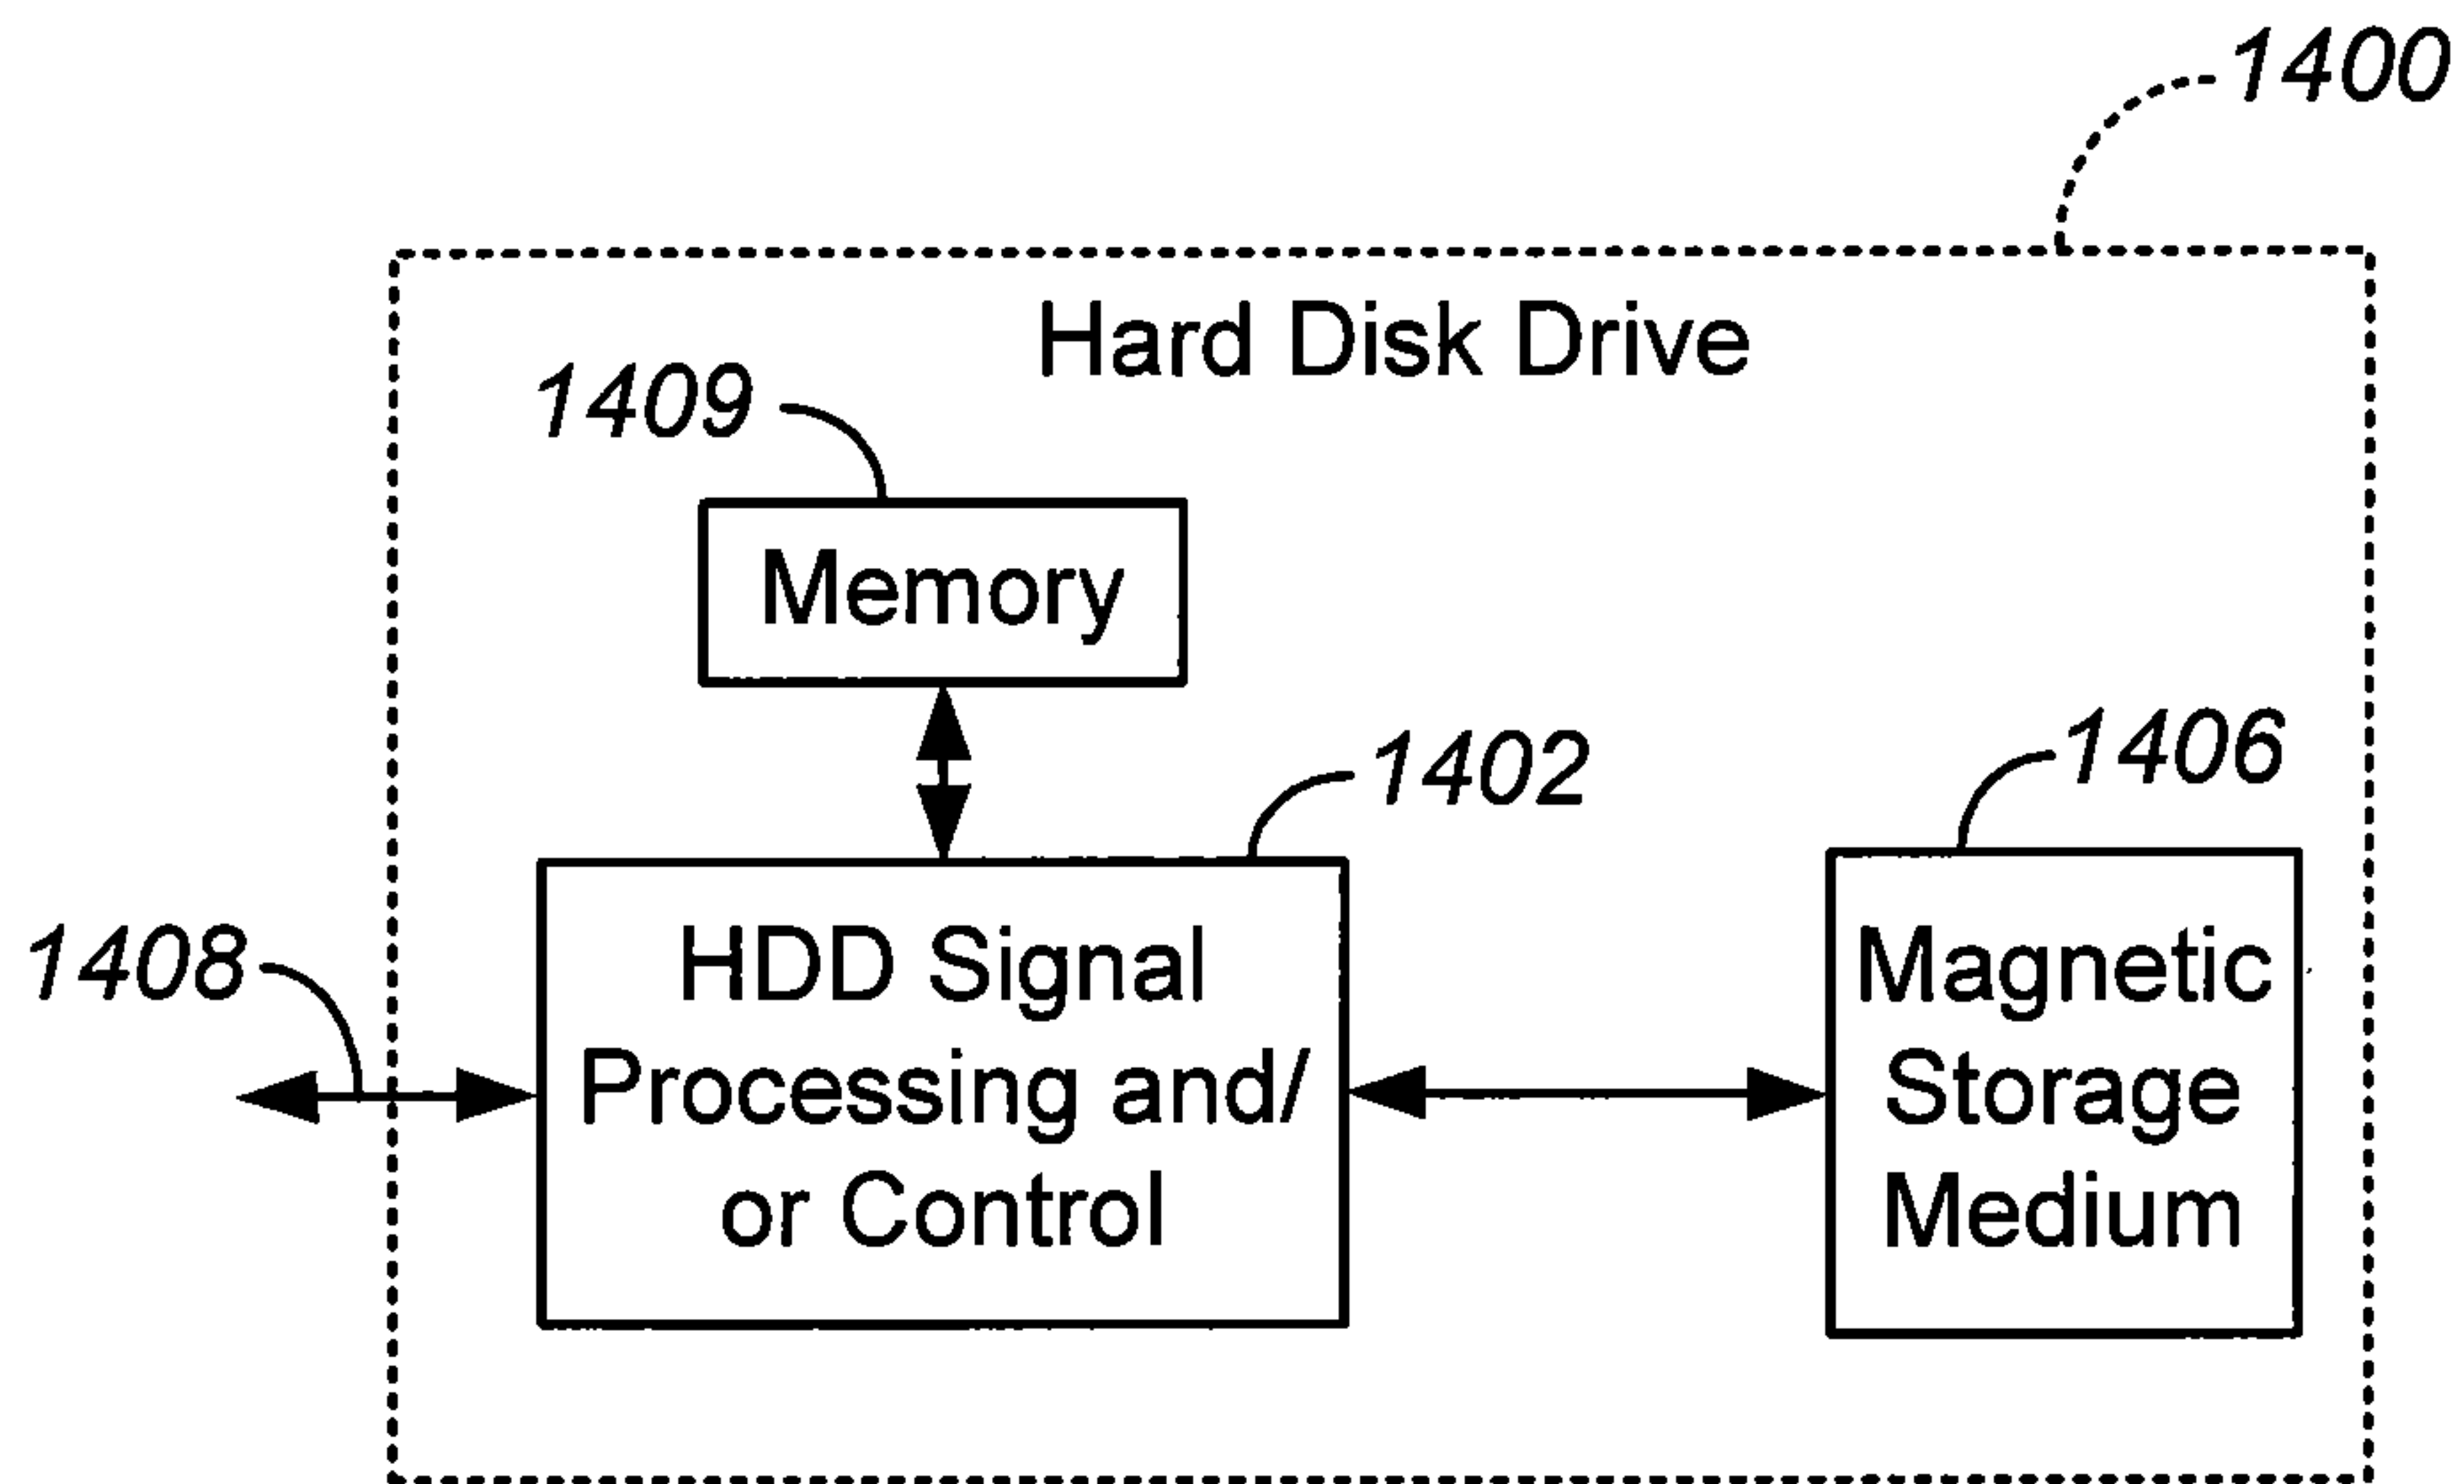 1400
Hard Disk Drive
1409
Memory
1402
1406
1408
HDD Signal
Processing and/
or Control
Magnetic
Storage
Medium